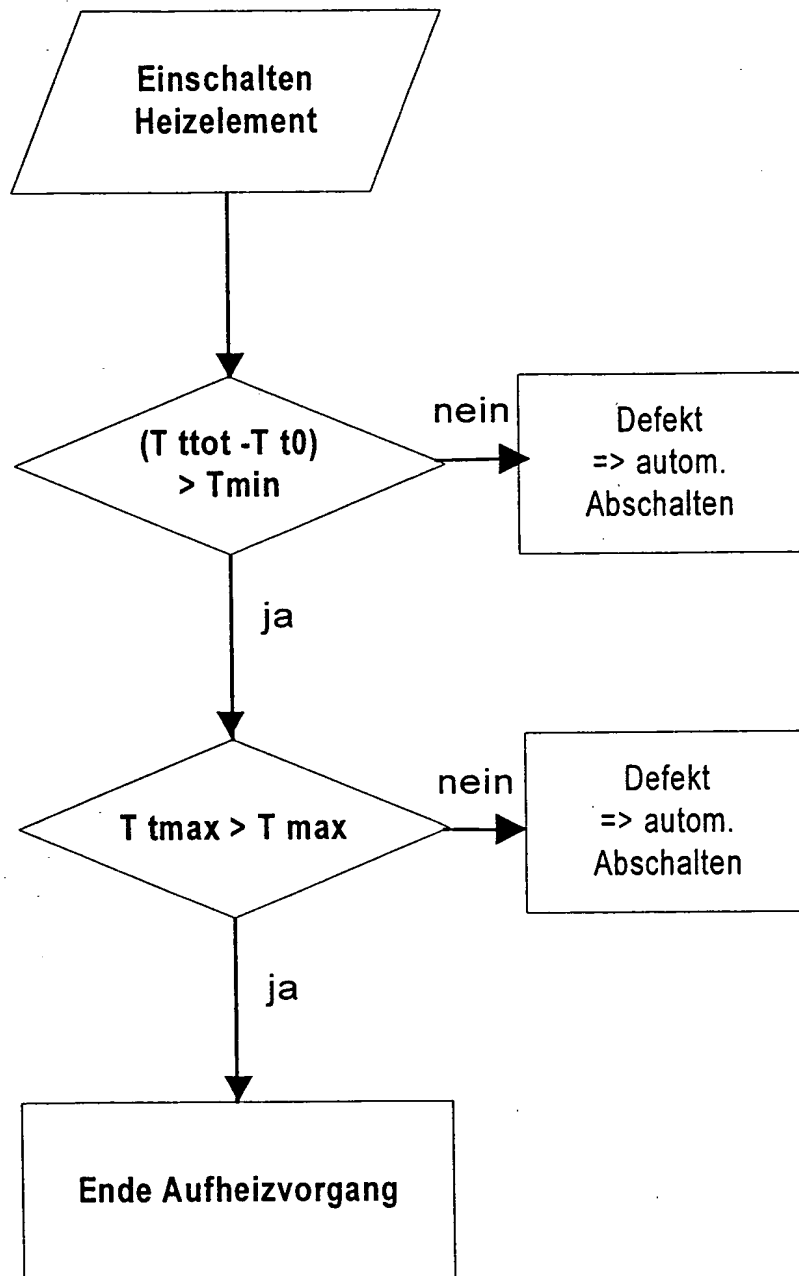 Einschalten
Heizelement
(T ttot -T t0)
> Tmin
nein
Defekt
=> autom.
Abschalten
ja
T tmax > T max
nein
Defekt
=> autom.
Abschalten
ja
Ende Aufheizvorgang